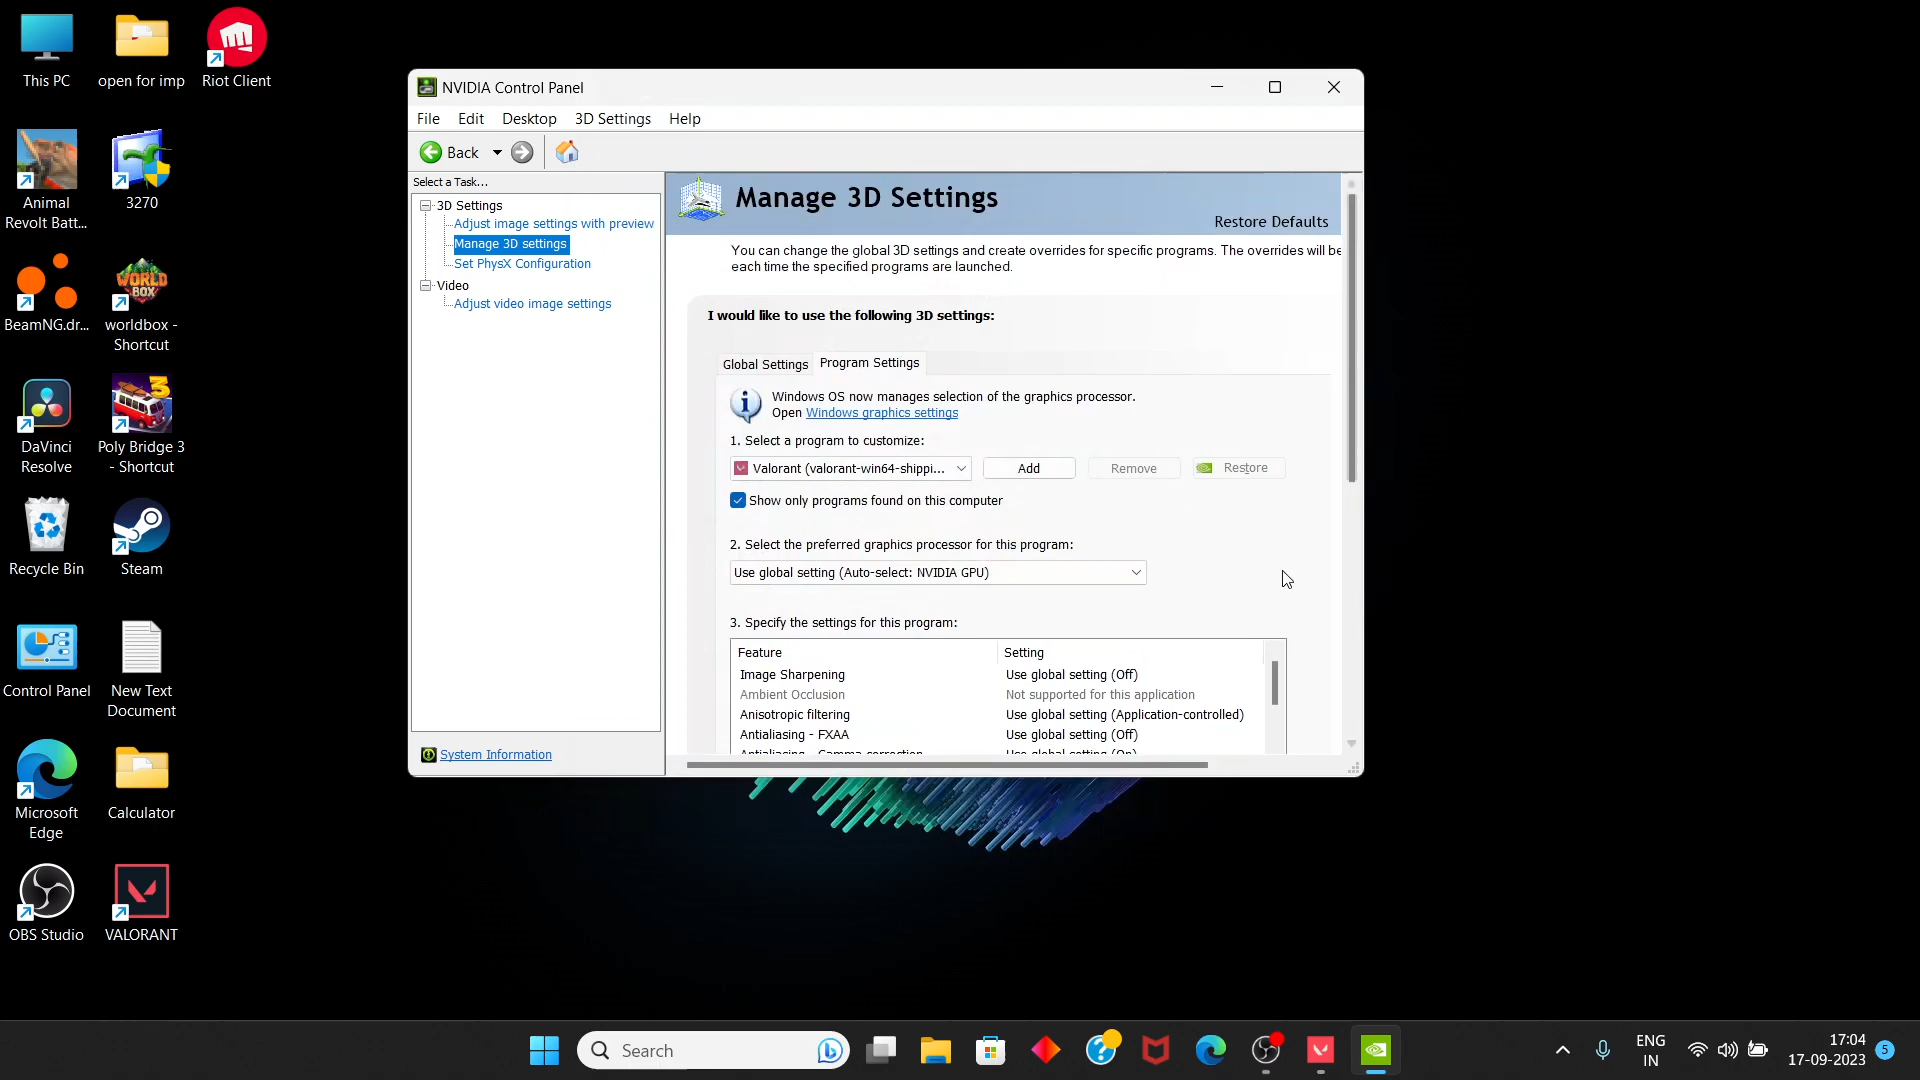 This PC
open for imp
Riot Client
Animal
Revolt Batt...
3270
BeamNG.dr...
worldbox -
Shortcut
DaVinci
Resolve
Poly Bridge 3
- Shortcut
Recycle Bin
Steam
Control Panel
New Text
Document
Microsoft
Edge
Calculator
OBS Studio
VALORANT
NVIDIA Control Panel
File Edit Desktop 3D Settings Help
Back
Select a Task...
3D Settings
Adjust image settings with preview
Manage 3D settings
Set PhysX Configuration
Video
Adjust video image settings
System Information
Manage 3D Settings
Restore Defaults
You can change the global 3D settings and create overrides for specific programs. The overrides will be
each time the specified programs are launched.
I would like to use the following 3D settings:
Global Settings Program Settings
Windows OS now manages selection of the graphics processor.
Open Windows graphics settings
1. Select a program to customize:
Valorant (valorant-win64-shippi... Add Remove Restore
Show only programs found on this computer
2. Select the preferred graphics processor for this program:
Use global setting (Auto-select: NVIDIA GPU)
3. Specify the settings for this program:
Feature Setting
Image Sharpening Use global setting (Off)
Ambient Occlusion Not supported for this application
Anisotropic filtering Use global setting (Application-controlled)
Antialiasing - FXAA Use global setting (Off)
Antialiasing - Gamma correction Use global setting (On)
Search
ENG
IN
17:04
17-09-2023
5